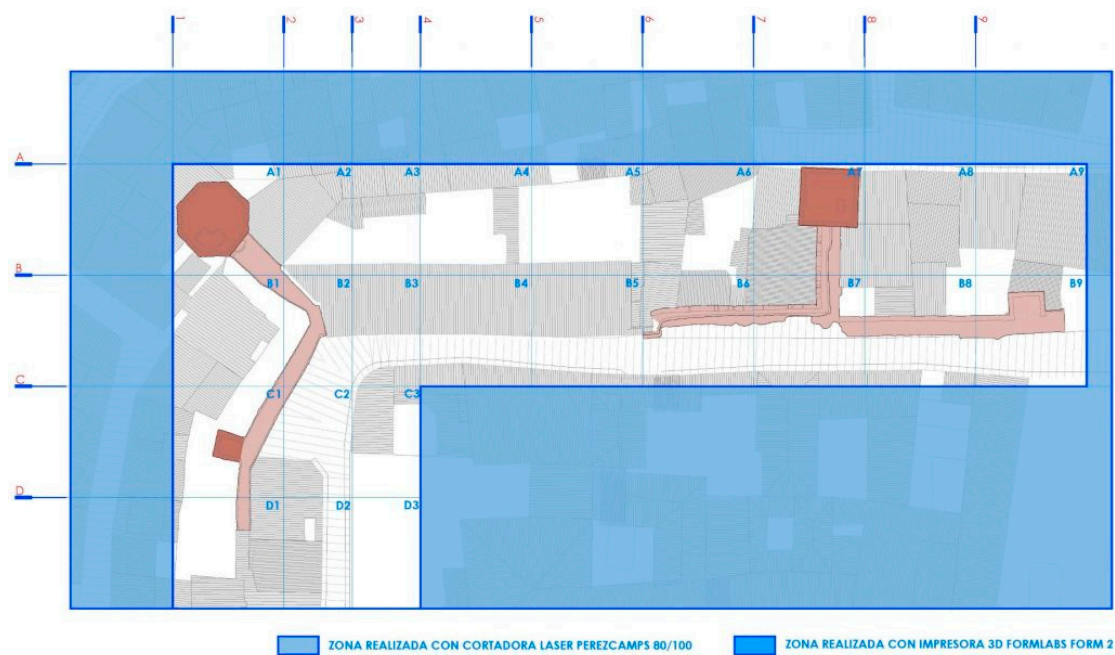 1 2 3 4 5 6 7 8 9
A
A1 A2 A3 A4 A5 A6 A7 A8 A9
B
B1 B2 B3 B4 B5 B6 B7 B8 B9
C
C1 C2 C3
D
D1 D2 D3
ZONA REALIZADA CON CORTADORA LASER PEREZCAMPS 80/100
ZONA REALIZADA CON IMPRESORA 3D FORMLABS FORM 2